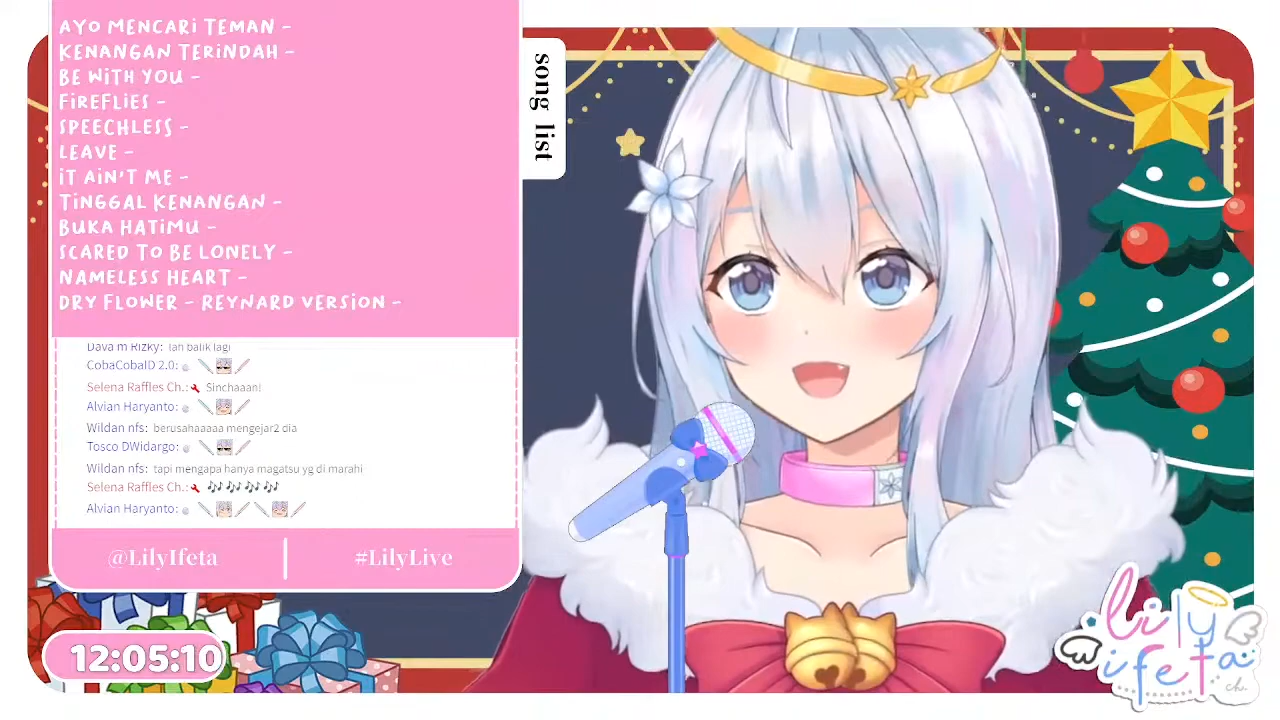 AYO MENCARI TEMAN -
KENANGAN TERINDAH -
BE WITH YOU -
FIREFLIES -
SPEECHLESS -
LEAVE -
IT AIN'T ME -
TINGGAL KENANGAN -
BUKA HATIMU -
SCARED TO BE LONELY -
NAMELESS HEART -
DRY FLOWER - REYNARD VERSION -
song list
Dava m Rizky: lah balik lagi
CobaCobaID 2.0:
Selena Raffles Ch.: Sinchaaan!
Alvian Haryanto:
Wildan nfs: berusahaaaaa mengejar2 dia
Tosco DWidargo:
Wildan nfs: tapi mengapa hanya magatsu yg di marahi
Selena Raffles Ch.: 🎶 🎶 🎶 🎶
Alvian Haryanto:
@LilyIfeta #LilyLive
12:05:10
lily
ifeta
ch.